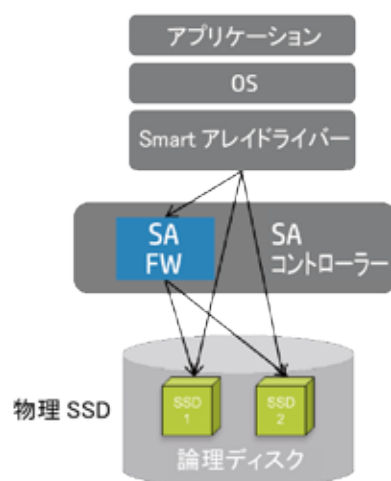 アプリケーション
OS
Smart アレイドライバー
SA
FW
SA
コントローラー
物理 SSD
SSD
1
SSD
2
論理ディスク